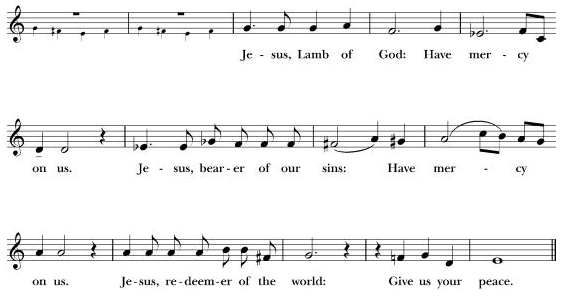 Je - sus, Lamb of God: Have mer - cy
on us. Je - sus, bear - er of our sins: Have mer - cy
on us. Je - sus, re - deem - er of the world: Give us your peace.